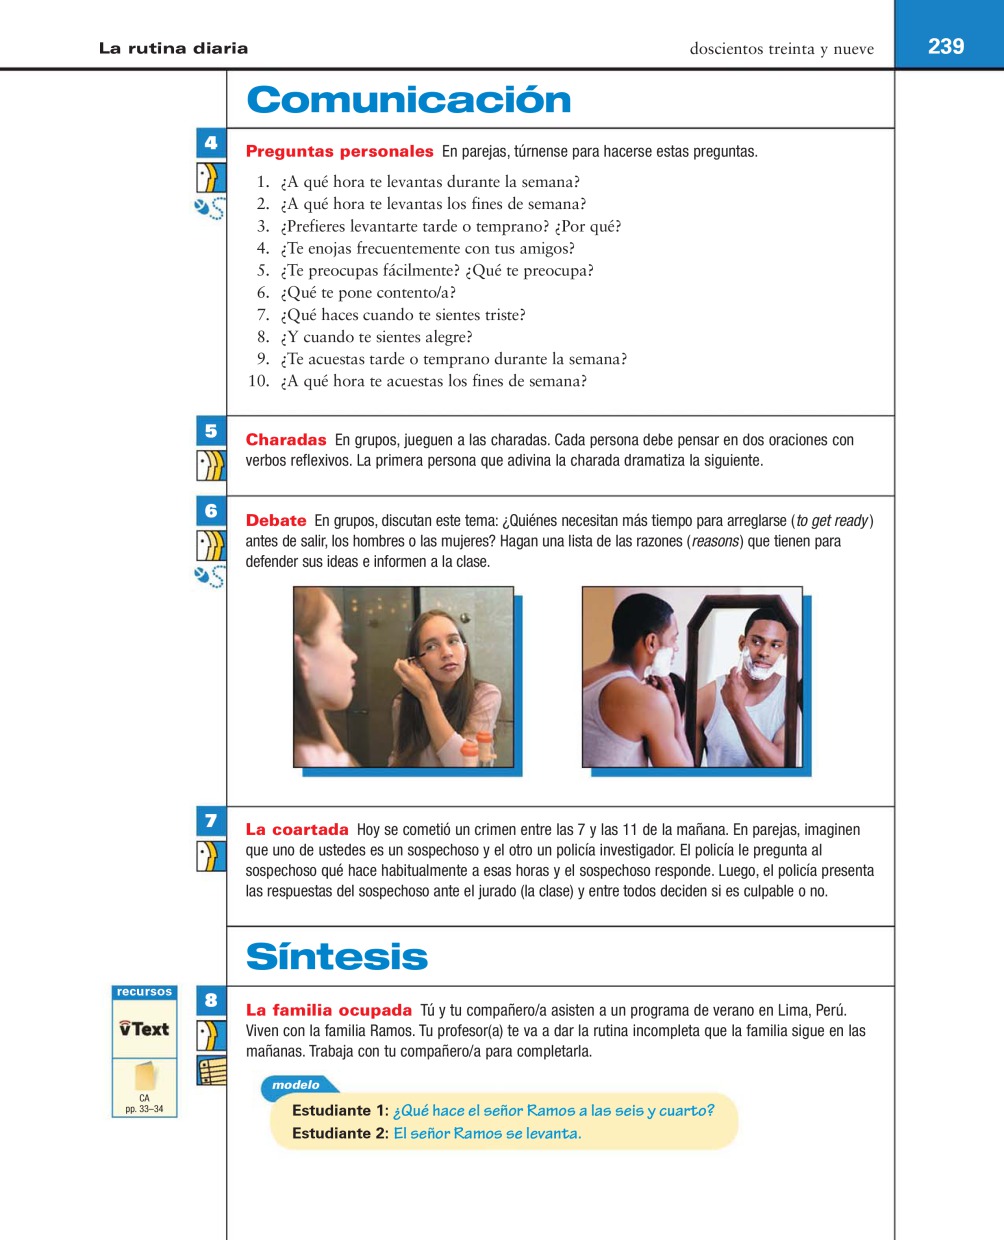 La rutina diaria
doscientos treinta y nueve
239
Comunicación
4
Preguntas personales En parejas, túrnense para hacerse estas preguntas.
1. ¿A qué hora te levantas durante la semana?
2. ¿A qué hora te levantas los fines de semana?
3. ¿Prefieres levantarte tarde o temprano? ¿Por qué?
4. ¿Te enojas frecuentemente con tus amigos?
5. ¿Te preocupas fácilmente? ¿Qué te preocupa?
6. ¿Qué te pone contento/a?
7. ¿Qué haces cuando te sientes triste?
8. ¿Y cuando te sientes alegre?
9. ¿Te acuestas tarde o temprano durante la semana?
10. ¿A qué hora te acuestas los fines de semana?
5
Charadas En grupos, jueguen a las charadas. Cada persona debe pensar en dos oraciones con
verbos reflexivos. La primera persona que adivina la charada dramatiza la siguiente.
6
Debate En grupos, discutan este tema: ¿Quiénes necesitan más tiempo para arreglarse (to get ready)
antes de salir, los hombres o las mujeres? Hagan una lista de las razones (reasons) que tienen para
defender sus ideas e informen a la clase.
7
La coartada Hoy se cometió un crimen entre las 7 y las 11 de la mañana. En parejas, imaginen
que uno de ustedes es un sospechoso y el otro un policía investigador. El policía le pregunta al
sospechoso qué hace habitualmente a esas horas y el sospechoso responde. Luego, el policía presenta
las respuestas del sospechoso ante el jurado (la clase) y entre todos deciden si es culpable o no.
Síntesis
recursos
vText
CA
pp. 33–34
8
La familia ocupada Tú y tu compañero/a asisten a un programa de verano en Lima, Perú.
Viven con la familia Ramos. Tu profesor(a) te va a dar la rutina incompleta que la familia sigue en las
mañanas. Trabaja con tu compañero/a para completarla.
modelo
Estudiante 1: ¿Qué hace el señor Ramos a las seis y cuarto?
Estudiante 2: El señor Ramos se levanta.